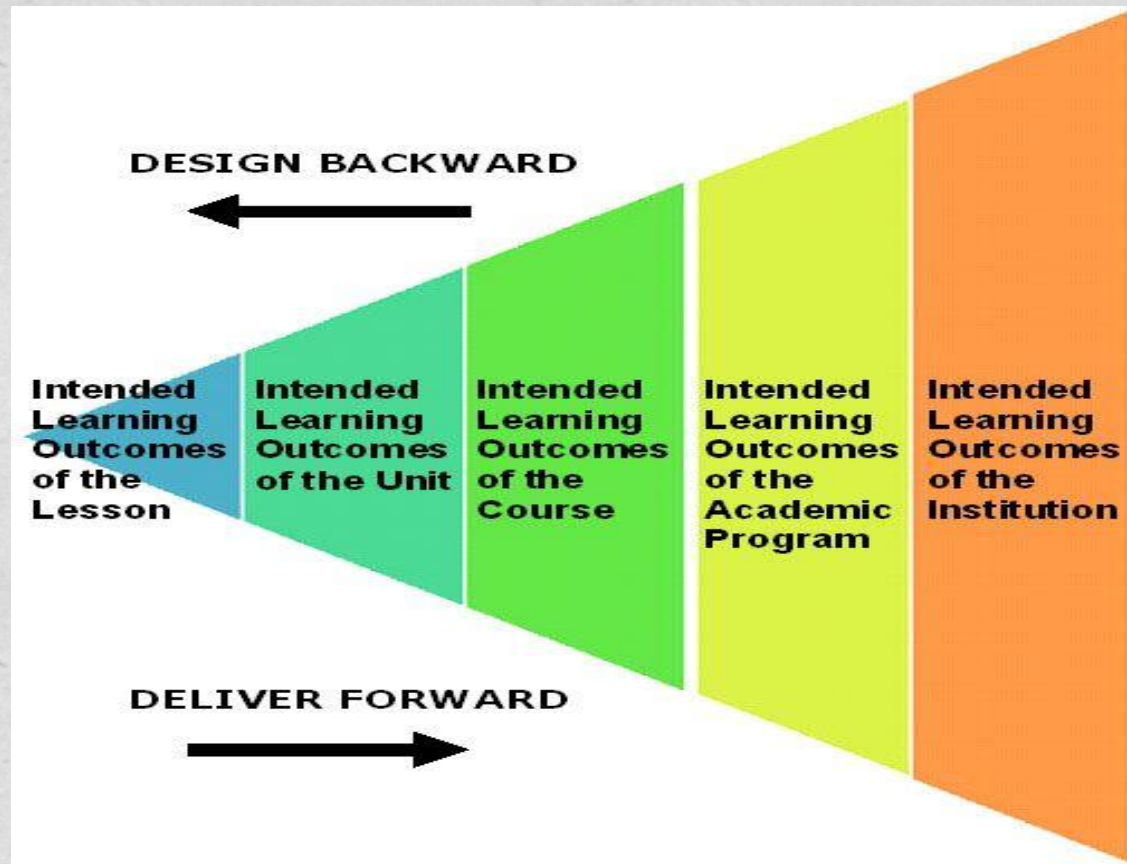 DESIGN BACKWARD
Intended
Learning
Outcomes
of the
Lesson
Intended
Learning
Outcomes
of the Unit
Intended
Learning
Outcomes
of the
Course
Intended
Learning
Outcomes
of the
Academic
Program
Intended
Learning
Outcomes
of the
Institution
DELIVER FORWARD